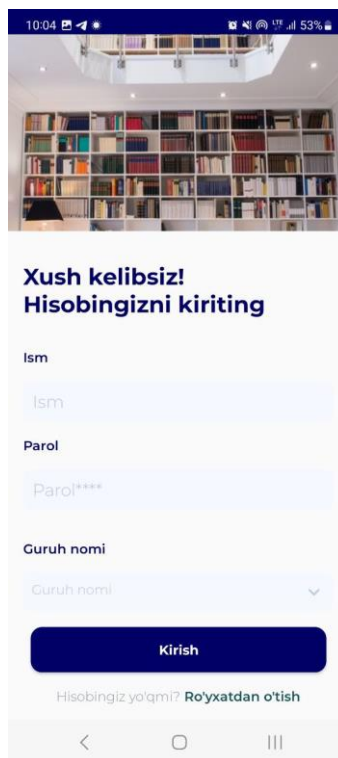 10:04 LTE 53%
Xush kelibsiz!
Hisobingizni kiriting
Ism
Ism
Parol
Parol****
Guruh nomi
Guruh nomi
Kirish
Hisobingiz yo'qmi? Ro'yxatdan o'tish